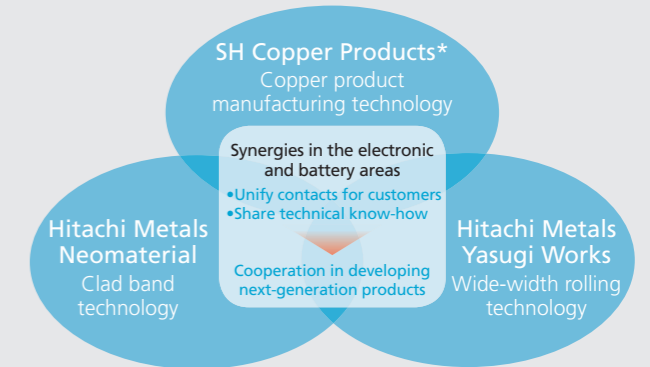 SH Copper Products*
Copper product
manufacturing technology
Synergies in the electronic
and battery areas
•Unify contacts for customers
•Share technical know-how
Cooperation in developing
next-generation products
Hitachi Metals
Neomaterial
Clad band
technology
Hitachi Metals
Yasugi Works
Wide-width rolling
technology